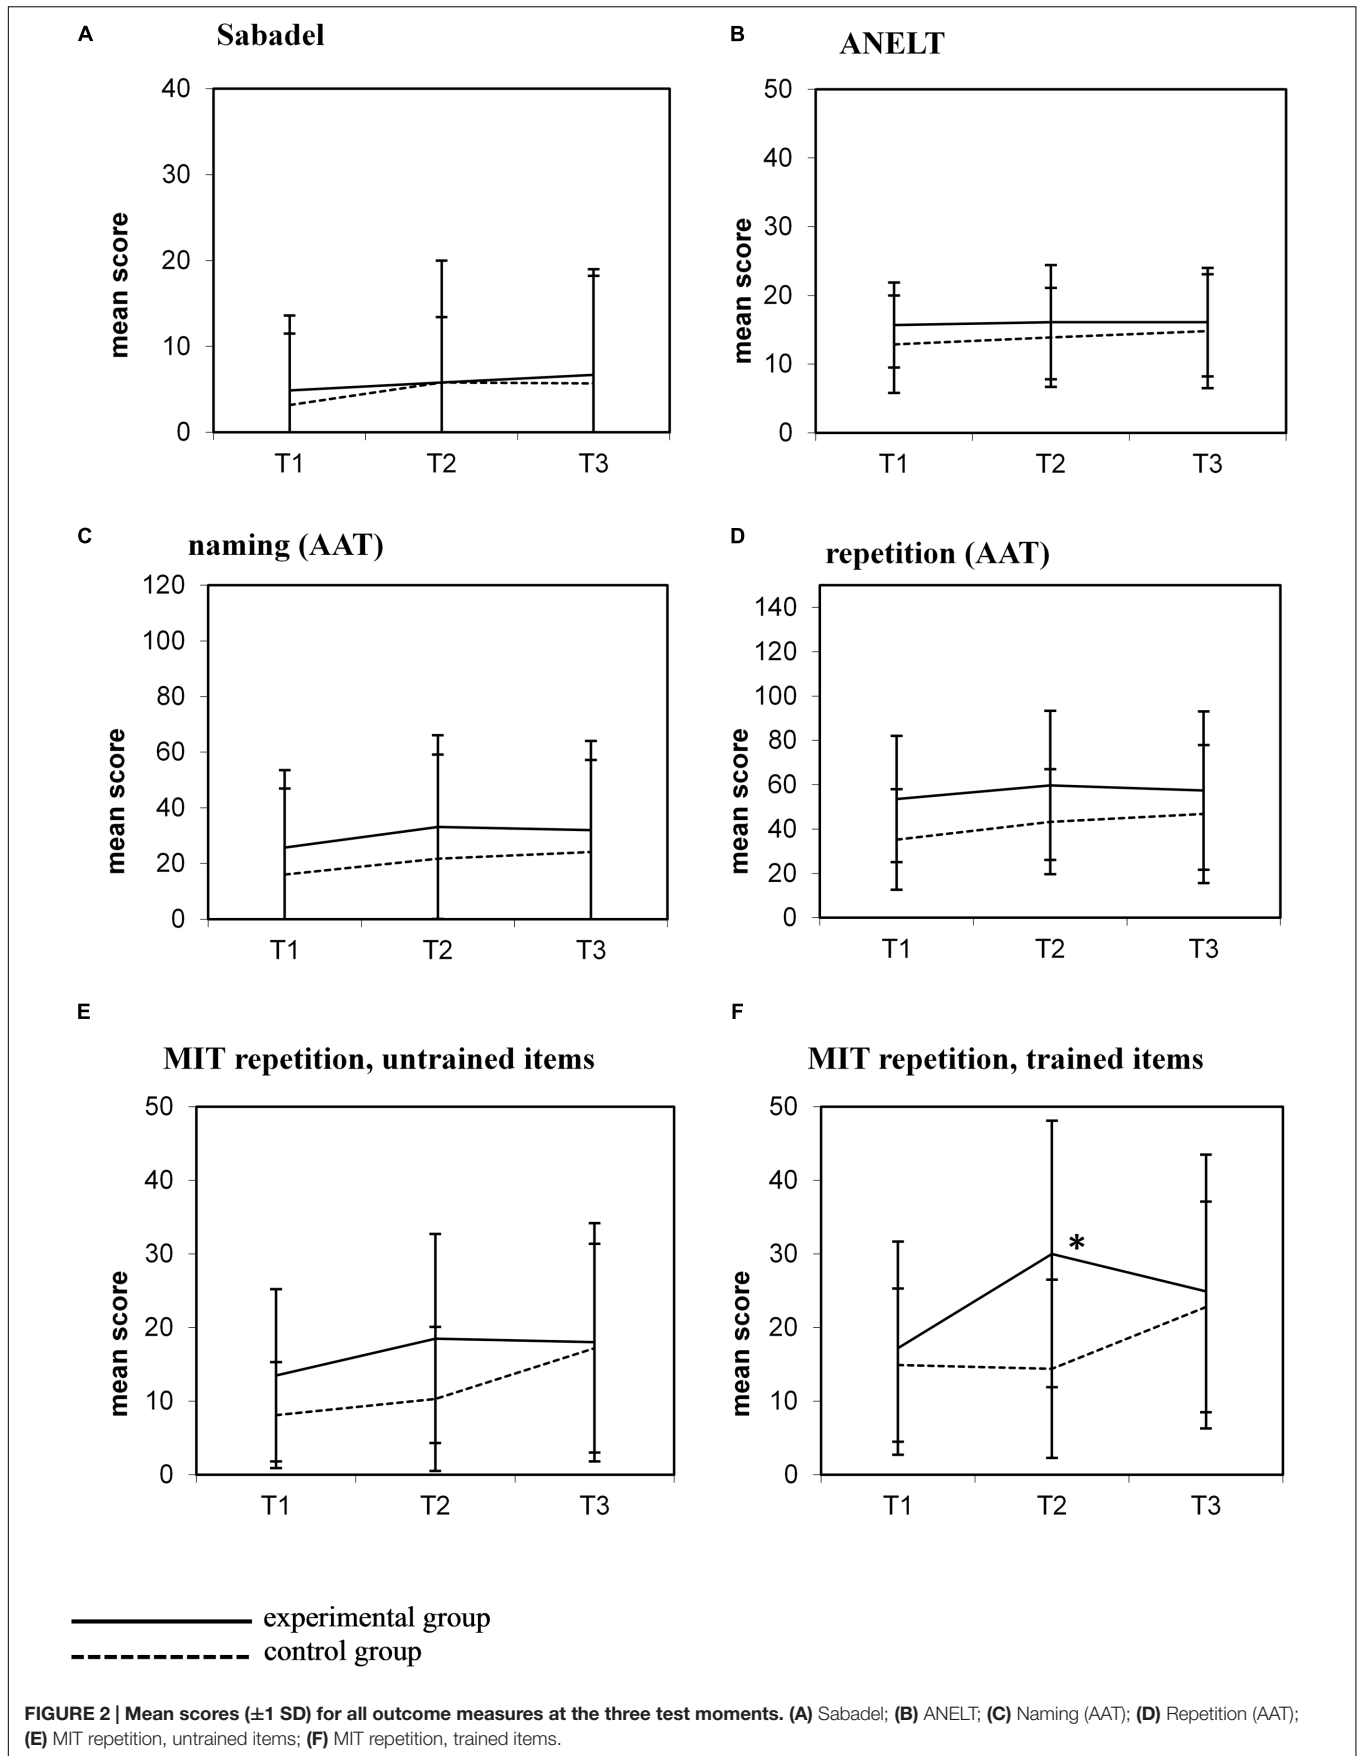 A
Sabadel
40
30
20
10
0
mean score
T1 T2 T3
B
ANELT
50
40
30
20
10
0
mean score
T1 T2 T3
C
naming (AAT)
120
100
80
60
40
20
0
mean score
T1 T2 T3
D
repetition (AAT)
140
120
100
80
60
40
20
0
mean score
T1 T2 T3
E
MIT repetition, untrained items
50
40
30
20
10
0
mean score
T1 T2 T3
F
MIT repetition, trained items
50
40
30
20
10
0
mean score
*
T1 T2 T3
experimental group
control group
FIGURE 2 | Mean scores (±1 SD) for all outcome measures at the three test moments. (A) Sabadel; (B) ANELT; (C) Naming (AAT); (D) Repetition (AAT);
(E) MIT repetition, untrained items; (F) MIT repetition, trained items.